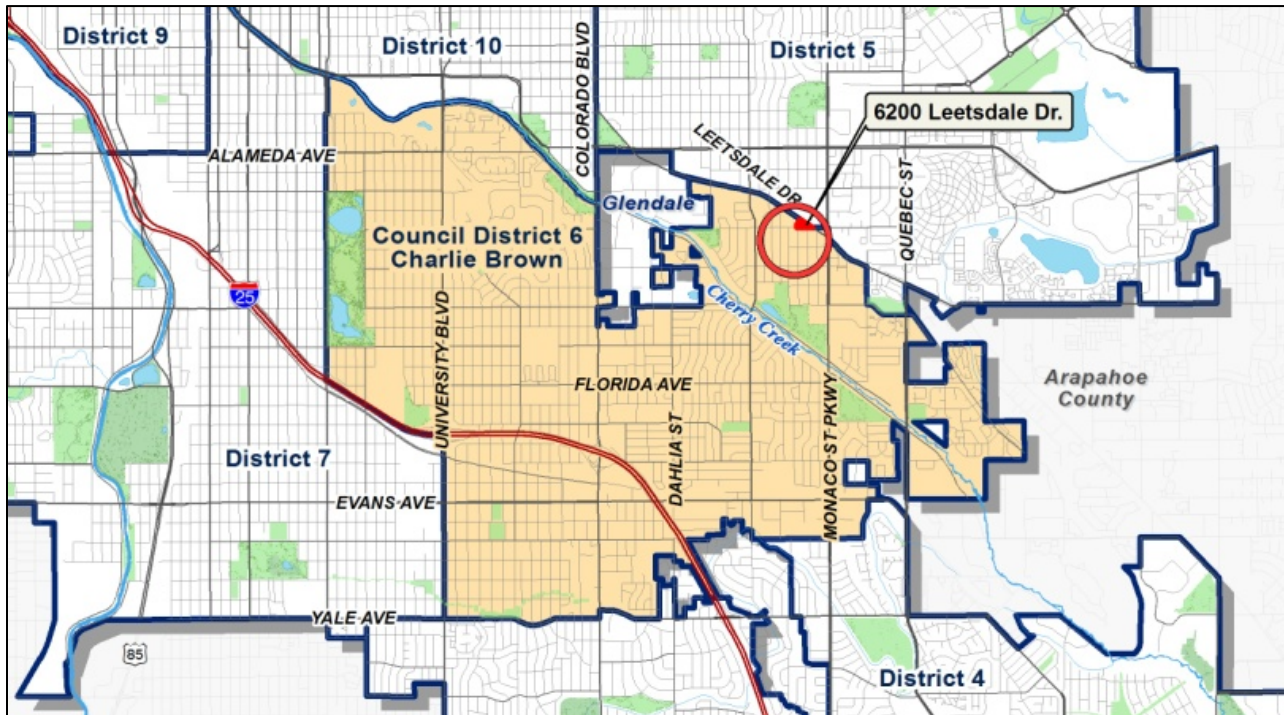 District 9
District 10
District 5
COLORADO BLVD
6200 Leetsdale Dr.
ALAMEDA AVE
LEETSDALE DR
QUEBEC ST
Glendale
Council District 6
Charlie Brown
25
UNIVERSITY BLVD
Cherry Creek
FLORIDA AVE
Arapahoe
County
DAHLIA ST
MONACO ST PKWY
District 7
EVANS AVE
YALE AVE
85
District 4